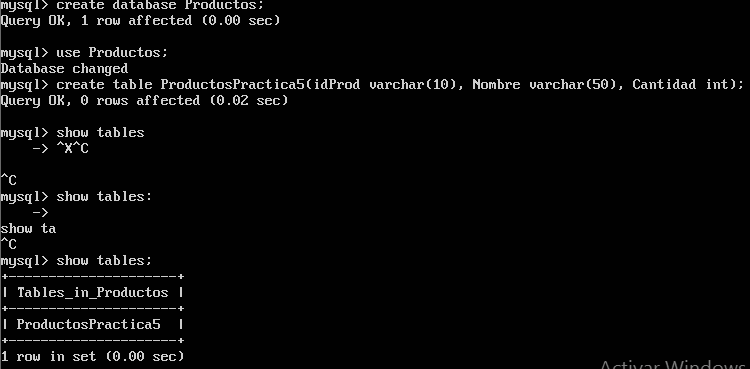 mysql> create database Productos;
Query OK, 1 row affected (0.00 sec)
mysql> use Productos;
Database changed
mysql> create table ProductosPractica5(idProd varchar(10), Nombre varchar(50), Cantidad int);
Query OK, 0 rows affected (0.02 sec)
mysql> show tables
    -> ^X^C
^C
mysql> show tables:
    ->
show ta
^C
mysql> show tables;
+---------------------+
| Tables_in_Productos |
+---------------------+
| ProductosPractica5  |
+---------------------+
1 row in set (0.00 sec)
Activar Windows